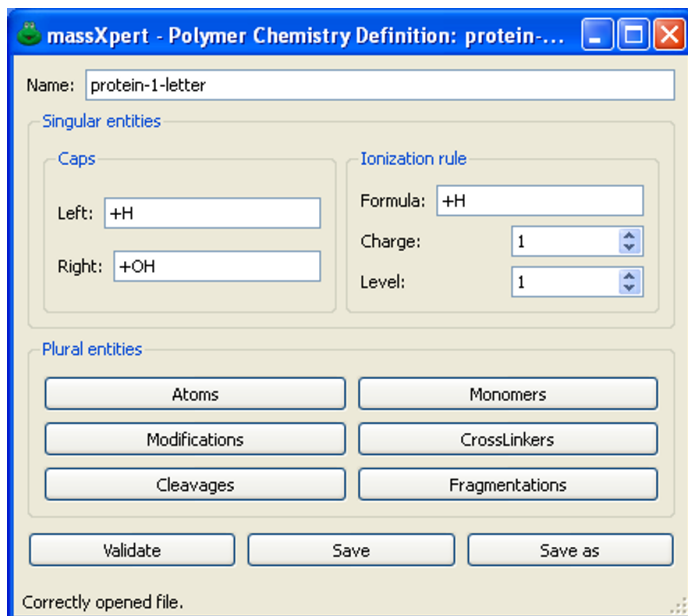 massXpert - Polymer Chemistry Definition: protein-...
Name: protein-1-letter
Singular entities
Caps
Left: +H
Right: +OH
Ionization rule
Formula: +H
Charge: 1
Level: 1
Plural entities
Atoms Monomers
Modifications CrossLinkers
Cleavages Fragmentations
Validate Save Save as
Correctly opened file.